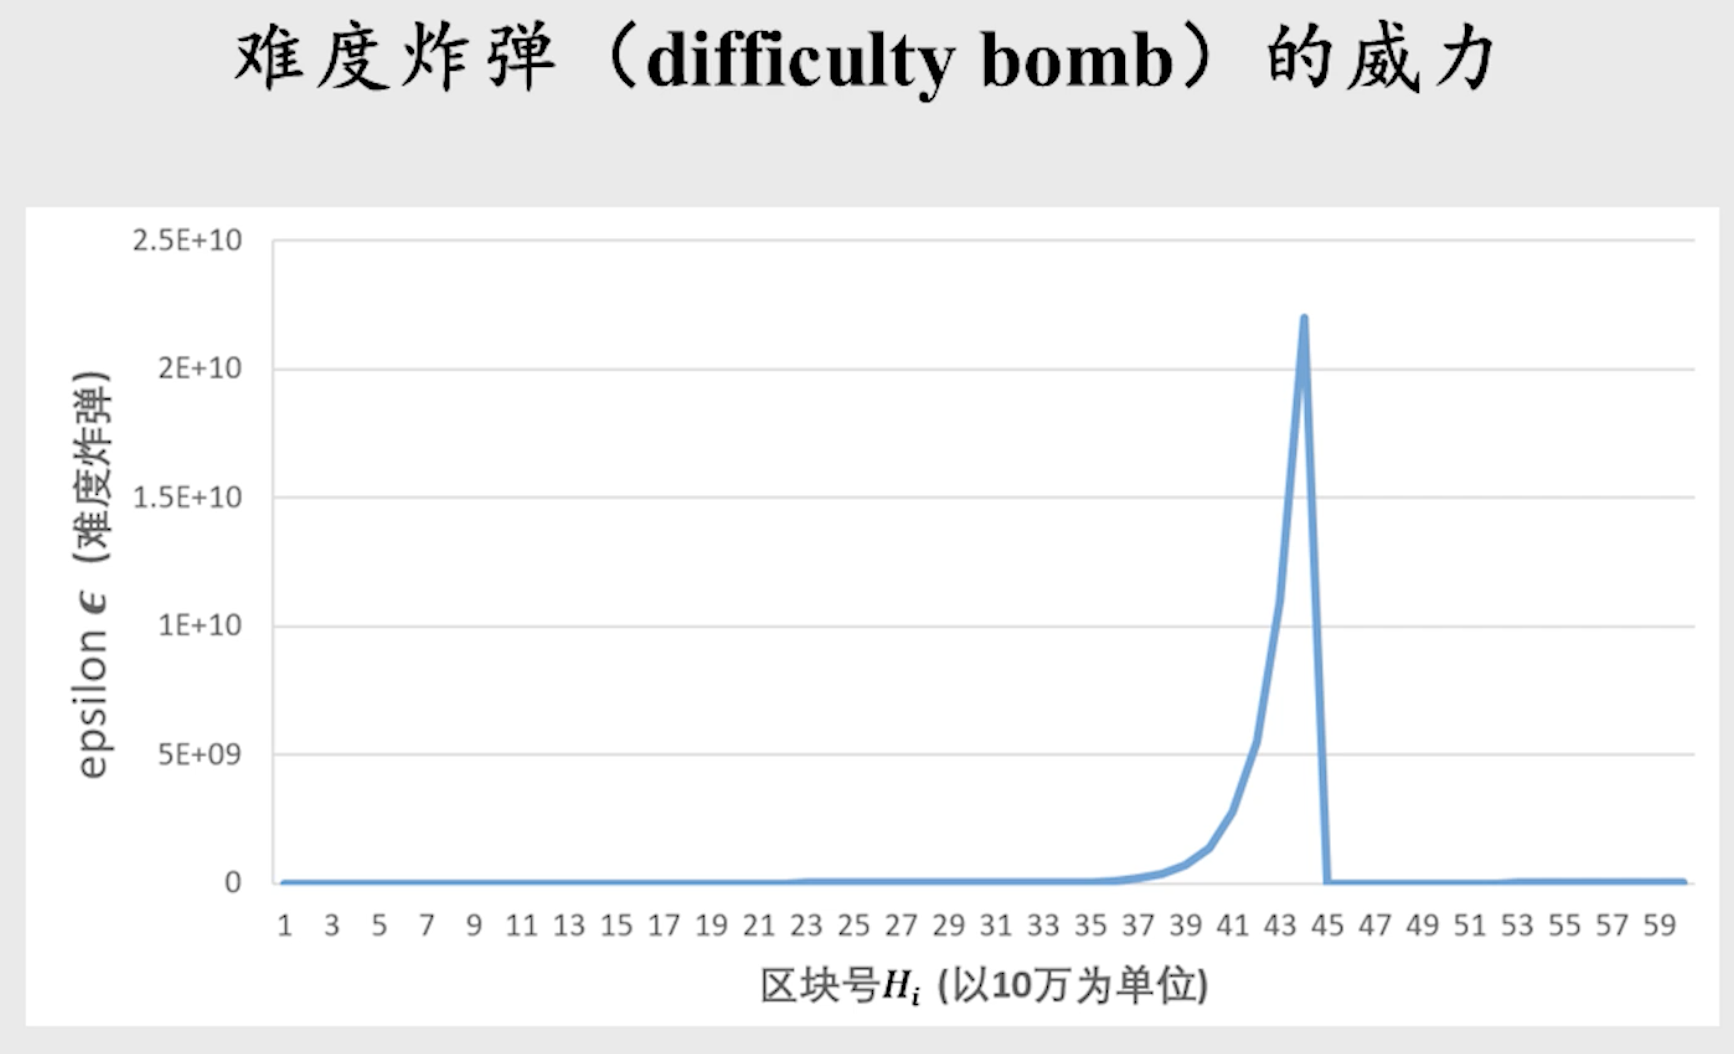 难度炸弹（difficulty bomb）的威力
2.5E+10
2E+10
1.5E+10
1E+10
5E+09
0
epsilon ϵ (难度炸弹)
1 3 5 7 9 11 13 15 17 19 21 23 25 27 29 31 33 35 37 39 41 43 45 47 49 51 53 55 57 59
区块号Hᵢ (以10万为单位)